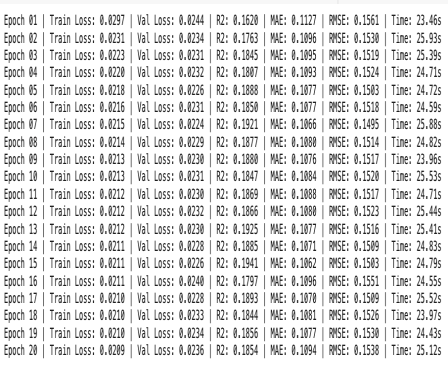 Epoch 01 | Train Loss: 0.0297 | Val Loss: 0.0244 | R2: 0.1620 | MAE: 0.1127 | RMSE: 0.1561 | Time: 23.46s
Epoch 02 | Train Loss: 0.0231 | Val Loss: 0.0234 | R2: 0.1763 | MAE: 0.1096 | RMSE: 0.1530 | Time: 25.93s
Epoch 03 | Train Loss: 0.0223 | Val Loss: 0.0231 | R2: 0.1845 | MAE: 0.1095 | RMSE: 0.1519 | Time: 25.39s
Epoch 04 | Train Loss: 0.0220 | Val Loss: 0.0232 | R2: 0.1807 | MAE: 0.1093 | RMSE: 0.1524 | Time: 24.71s
Epoch 05 | Train Loss: 0.0218 | Val Loss: 0.0226 | R2: 0.1888 | MAE: 0.1077 | RMSE: 0.1503 | Time: 24.72s
Epoch 06 | Train Loss: 0.0216 | Val Loss: 0.0231 | R2: 0.1850 | MAE: 0.1077 | RMSE: 0.1518 | Time: 24.59s
Epoch 07 | Train Loss: 0.0215 | Val Loss: 0.0224 | R2: 0.1921 | MAE: 0.1066 | RMSE: 0.1495 | Time: 25.88s
Epoch 08 | Train Loss: 0.0214 | Val Loss: 0.0229 | R2: 0.1877 | MAE: 0.1080 | RMSE: 0.1514 | Time: 24.82s
Epoch 09 | Train Loss: 0.0213 | Val Loss: 0.0230 | R2: 0.1880 | MAE: 0.1076 | RMSE: 0.1517 | Time: 23.96s
Epoch 10 | Train Loss: 0.0213 | Val Loss: 0.0231 | R2: 0.1847 | MAE: 0.1084 | RMSE: 0.1520 | Time: 25.53s
Epoch 11 | Train Loss: 0.0212 | Val Loss: 0.0230 | R2: 0.1869 | MAE: 0.1088 | RMSE: 0.1517 | Time: 24.71s
Epoch 12 | Train Loss: 0.0212 | Val Loss: 0.0232 | R2: 0.1866 | MAE: 0.1080 | RMSE: 0.1523 | Time: 25.44s
Epoch 13 | Train Loss: 0.0212 | Val Loss: 0.0230 | R2: 0.1925 | MAE: 0.1077 | RMSE: 0.1516 | Time: 25.41s
Epoch 14 | Train Loss: 0.0211 | Val Loss: 0.0228 | R2: 0.1885 | MAE: 0.1071 | RMSE: 0.1509 | Time: 24.83s
Epoch 15 | Train Loss: 0.0211 | Val Loss: 0.0226 | R2: 0.1941 | MAE: 0.1062 | RMSE: 0.1503 | Time: 24.79s
Epoch 16 | Train Loss: 0.0211 | Val Loss: 0.0240 | R2: 0.1797 | MAE: 0.1096 | RMSE: 0.1551 | Time: 24.55s
Epoch 17 | Train Loss: 0.0210 | Val Loss: 0.0228 | R2: 0.1893 | MAE: 0.1070 | RMSE: 0.1509 | Time: 25.52s
Epoch 18 | Train Loss: 0.0210 | Val Loss: 0.0233 | R2: 0.1844 | MAE: 0.1081 | RMSE: 0.1526 | Time: 23.97s
Epoch 19 | Train Loss: 0.0210 | Val Loss: 0.0234 | R2: 0.1856 | MAE: 0.1077 | RMSE: 0.1530 | Time: 24.43s
Epoch 20 | Train Loss: 0.0209 | Val Loss: 0.0236 | R2: 0.1854 | MAE: 0.1094 | RMSE: 0.1538 | Time: 25.12s